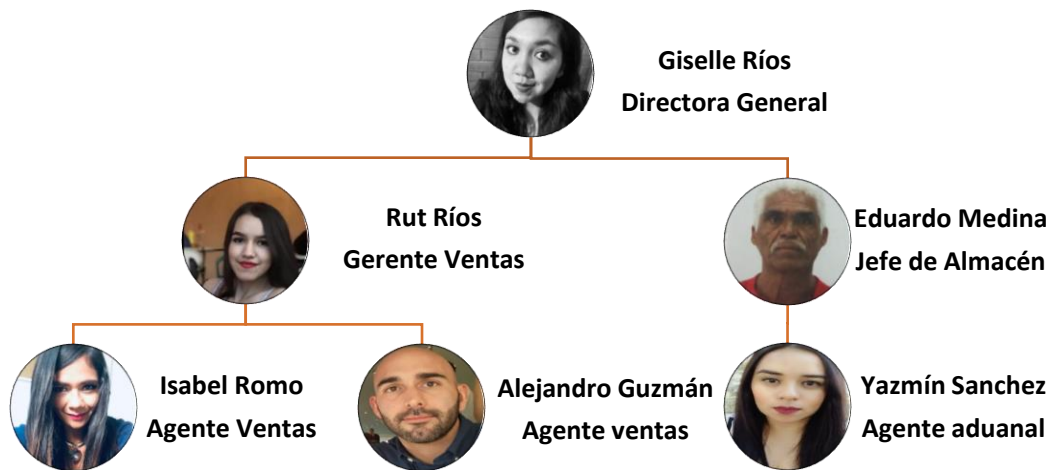 Giselle Ríos
Directora General
Rut Ríos
Gerente Ventas
Eduardo Medina
Jefe de Almacén
Isabel Romo
Agente Ventas
Alejandro Guzmán
Agente ventas
Yazmín Sanchez
Agente aduanal